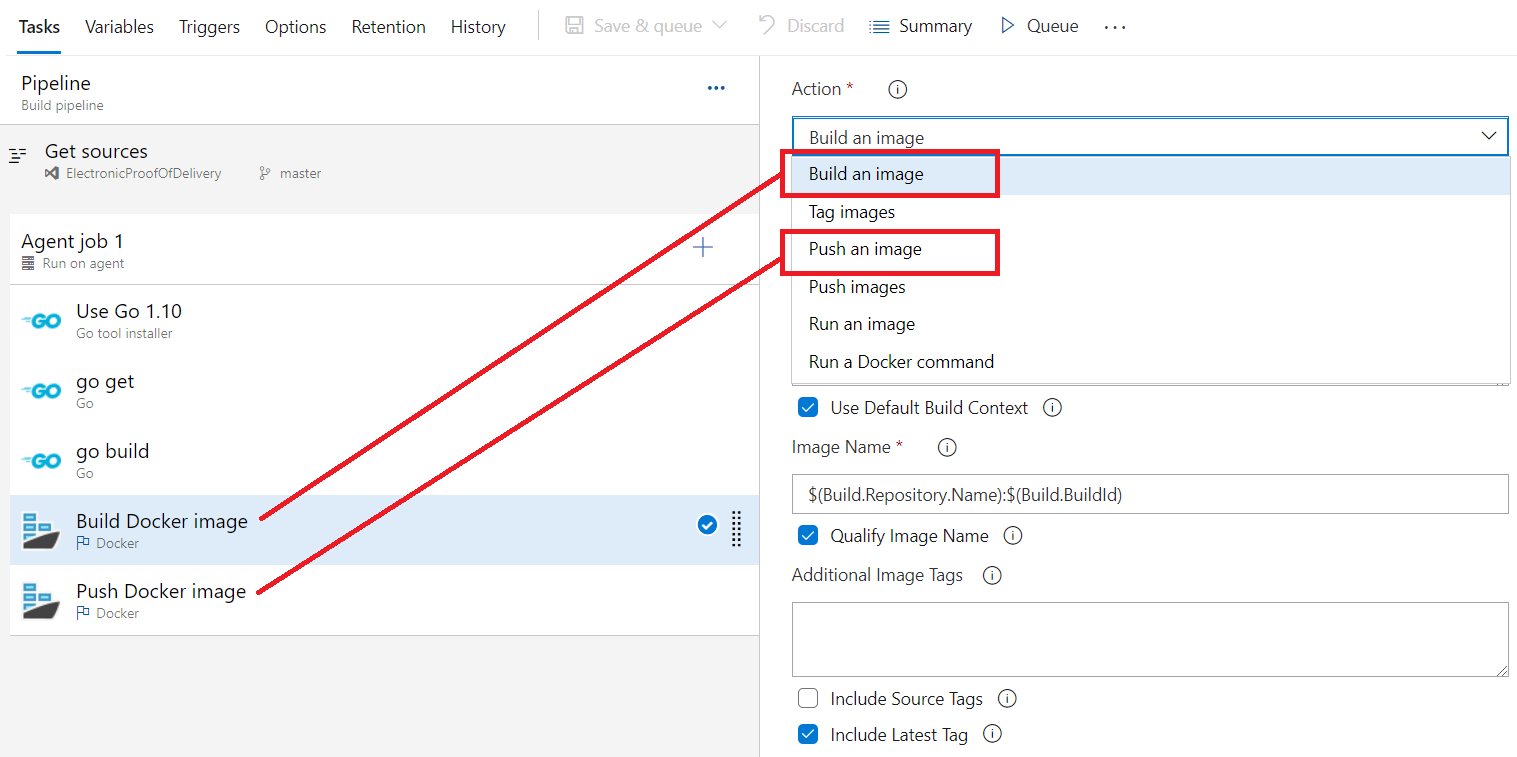 Tasks Variables Triggers Options Retention History Save & queue Discard Summary Queue ...
Pipeline
Build pipeline
Get sources
ElectronicProofOfDelivery master
Agent job 1
Run on agent
GO Use Go 1.10
Go tool installer
GO go get
Go
GO go build
Go
Build Docker image
Docker
Push Docker image
Docker
Action *
Build an image
Build an image
Tag images
Push an image
Push images
Run an image
Run a Docker command
Use Default Build Context
Image Name *
$(Build.Repository.Name):$(Build.BuildId)
Qualify Image Name
Additional Image Tags
Include Source Tags
Include Latest Tag